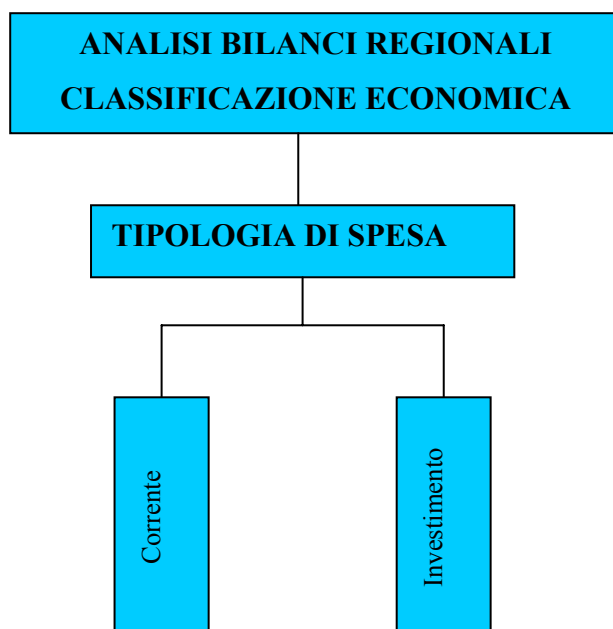 ANALISI BILANCI REGIONALI
CLASSIFICAZIONE ECONOMICA
TIPOLOGIA DI SPESA
Corrente
Investimento